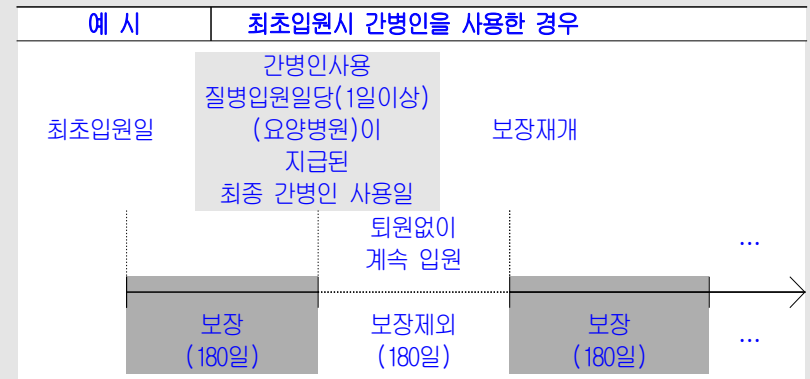 예 시
최초입원시 간병인을 사용한 경우
최초입원일
간병인사용
질병입원일당(1일이상)
(요양병원)이
지급된
최종 간병인 사용일
보장재개
퇴원없이
계속 입원
...
보장
(180일)
보장제외
(180일)
보장
(180일)
...